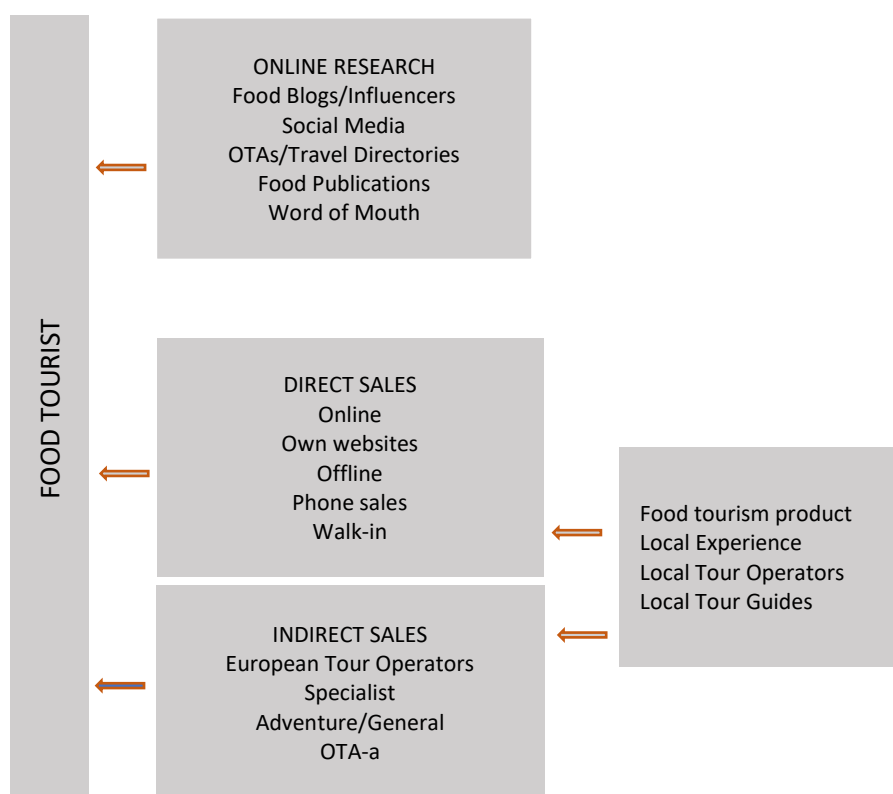 FOOD TOURIST
ONLINE RESEARCH
Food Blogs/Influencers
Social Media
OTAs/Travel Directories
Food Publications
Word of Mouth
DIRECT SALES
Online
Own websites
Offline
Phone sales
Walk-in
INDIRECT SALES
European Tour Operators
Specialist
Adventure/General
OTA-a
Food tourism product
Local Experience
Local Tour Operators
Local Tour Guides